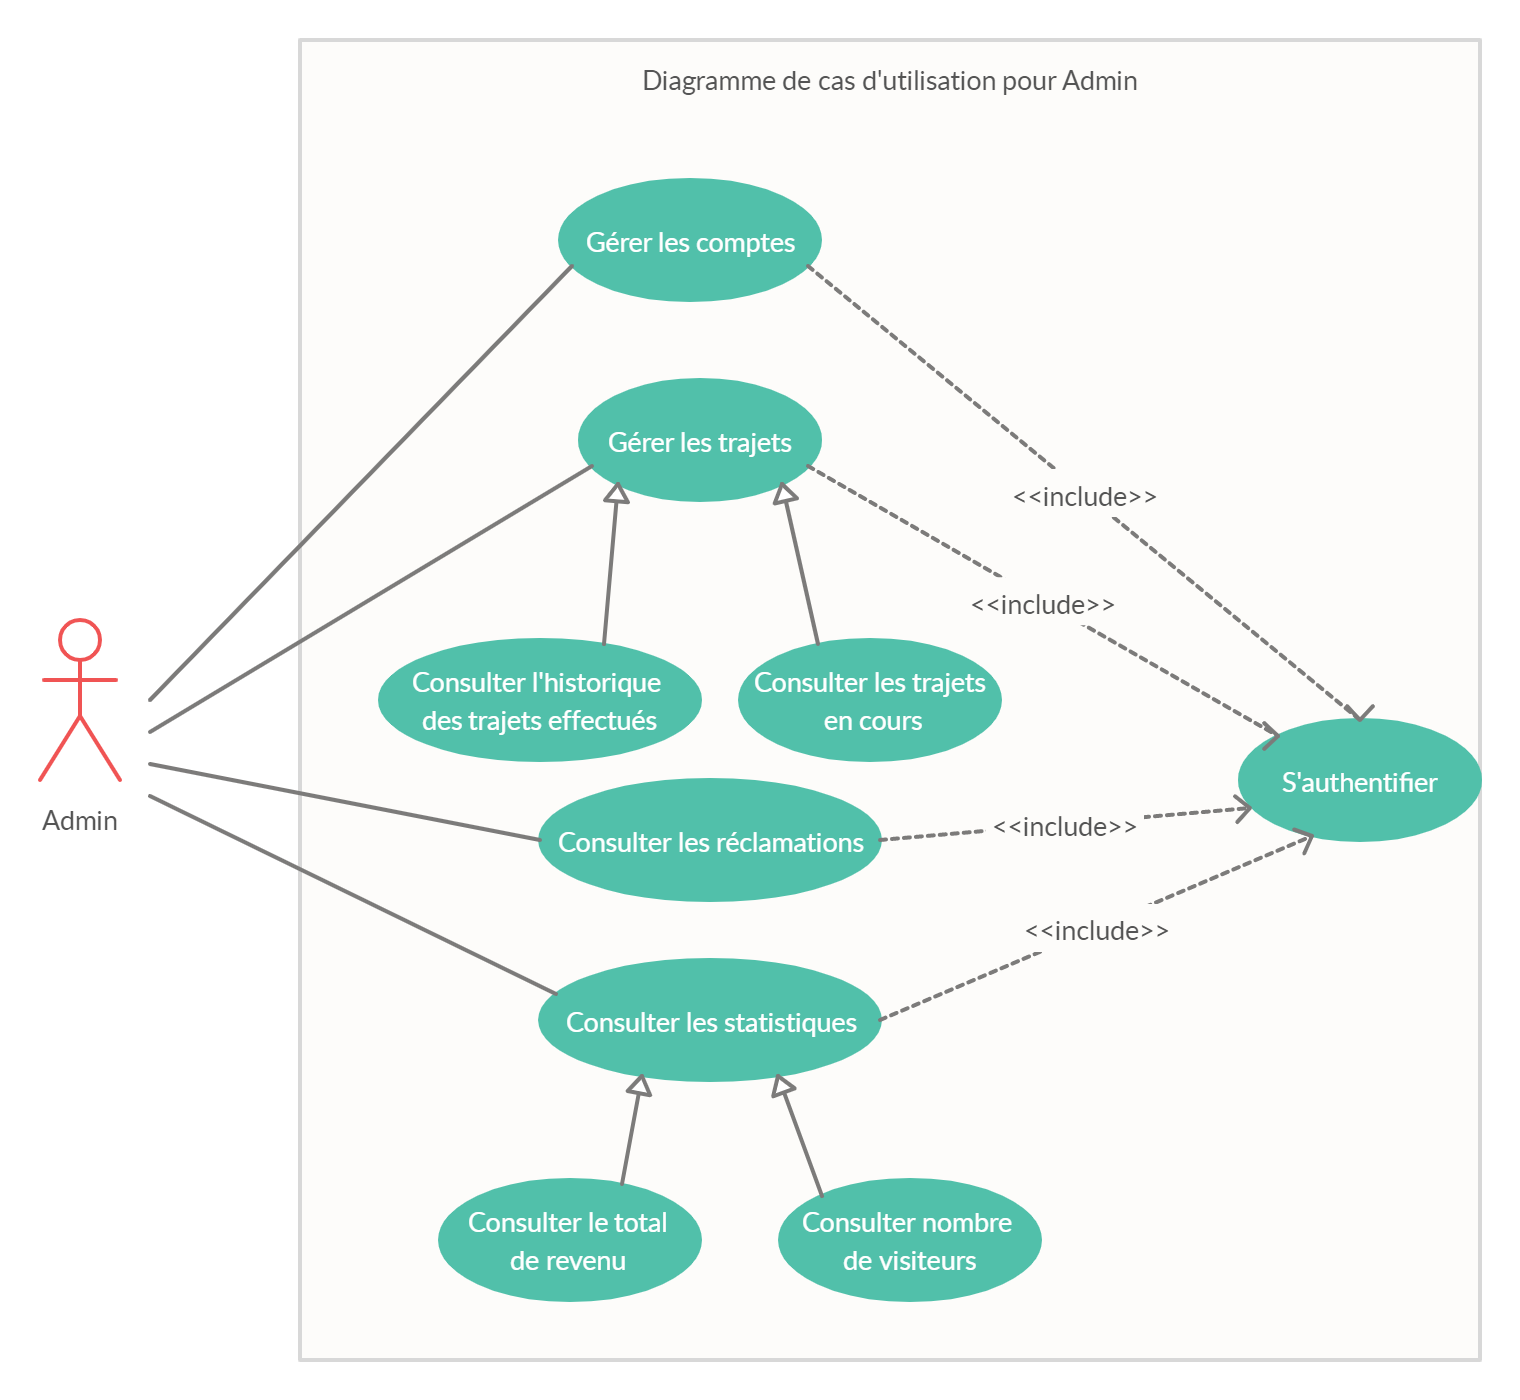 Diagramme de cas d'utilisation pour Admin
Gérer les comptes
Gérer les trajets
<<include>>
<<include>>
Consulter l'historique
des trajets effectués
Consulter les trajets
en cours
S'authentifier
Admin
Consulter les réclamations
<<include>>
<<include>>
Consulter les statistiques
Consulter le total
de revenu
Consulter nombre
de visiteurs